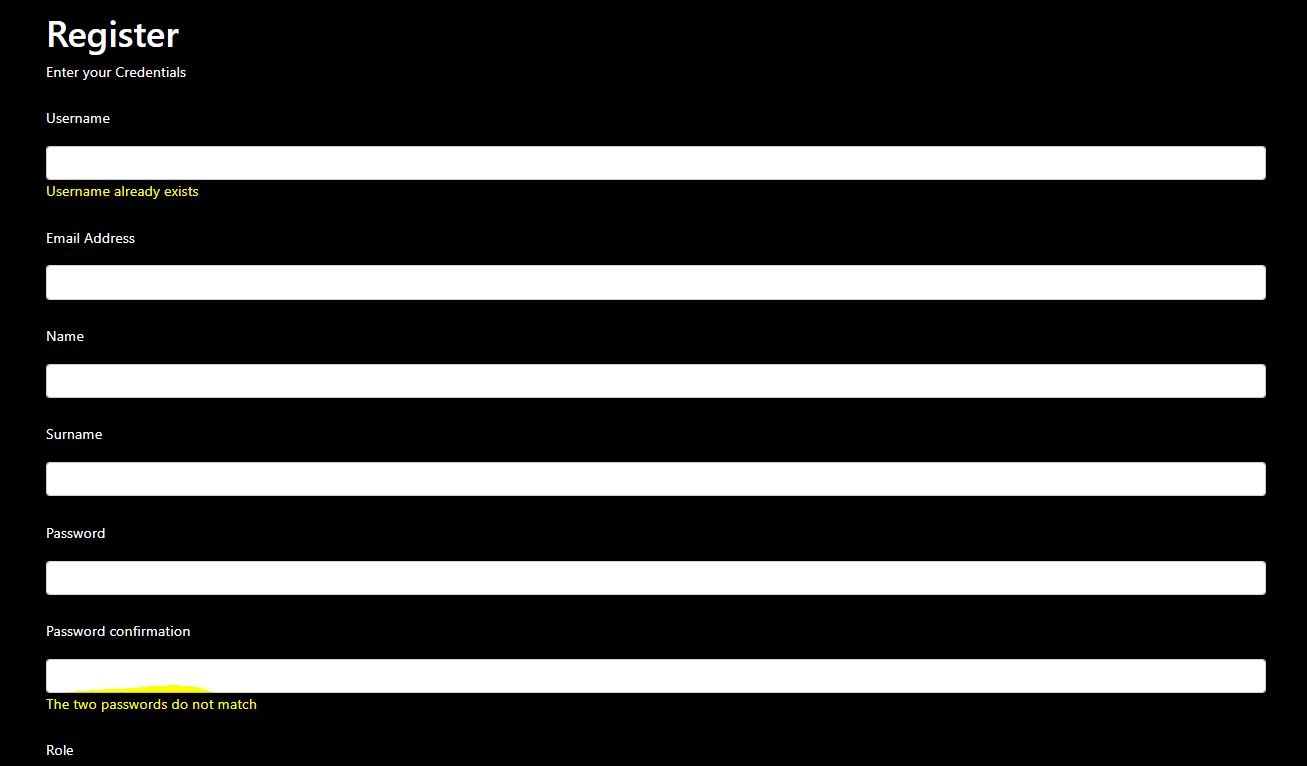 Register
Enter your Credentials
Username
Username already exists
Email Address
Name
Surname
Password
Password confirmation
The two passwords do not match
Role